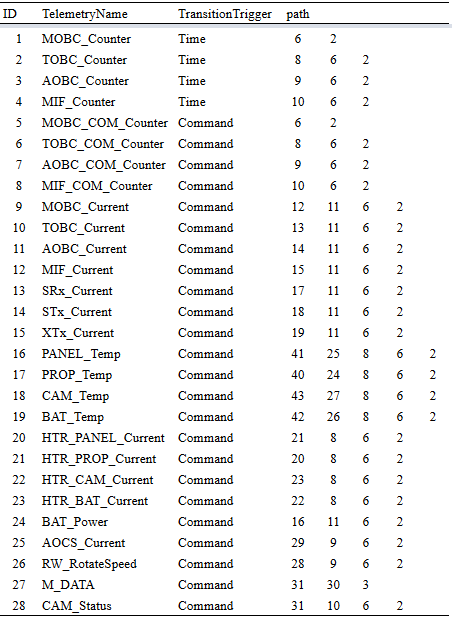 ID TelemetryName TransitionTrigger path
1 MOBC_Counter Time 6 2
2 TOBC_Counter Time 8 6 2
3 AOBC_Counter Time 9 6 2
4 MIF_Counter Time 10 6 2
5 MOBC_COM_Counter Command 6 2
6 TOBC_COM_Counter Command 8 6 2
7 AOBC_COM_Counter Command 9 6 2
8 MIF_COM_Counter Command 10 6 2
9 MOBC_Current Command 12 11 6 2
10 TOBC_Current Command 13 11 6 2
11 AOBC_Current Command 14 11 6 2
12 MIF_Current Command 15 11 6 2
13 SRx_Current Command 17 11 6 2
14 STx_Current Command 18 11 6 2
15 XTx_Current Command 19 11 6 2
16 PANEL_Temp Command 41 25 8 6 2
17 PROP_Temp Command 40 24 8 6 2
18 CAM_Temp Command 43 27 8 6 2
19 BAT_Temp Command 42 26 8 6 2
20 HTR_PANEL_Current Command 21 8 6 2
21 HTR_PROP_Current Command 20 8 6 2
22 HTR_CAM_Current Command 23 8 6 2
23 HTR_BAT_Current Command 22 8 6 2
24 BAT_Power Command 16 11 6 2
25 AOCS_Current Command 29 9 6 2
26 RW_RotateSpeed Command 28 9 6 2
27 M_DATA Command 31 30 3
28 CAM_Status Command 31 10 6 2